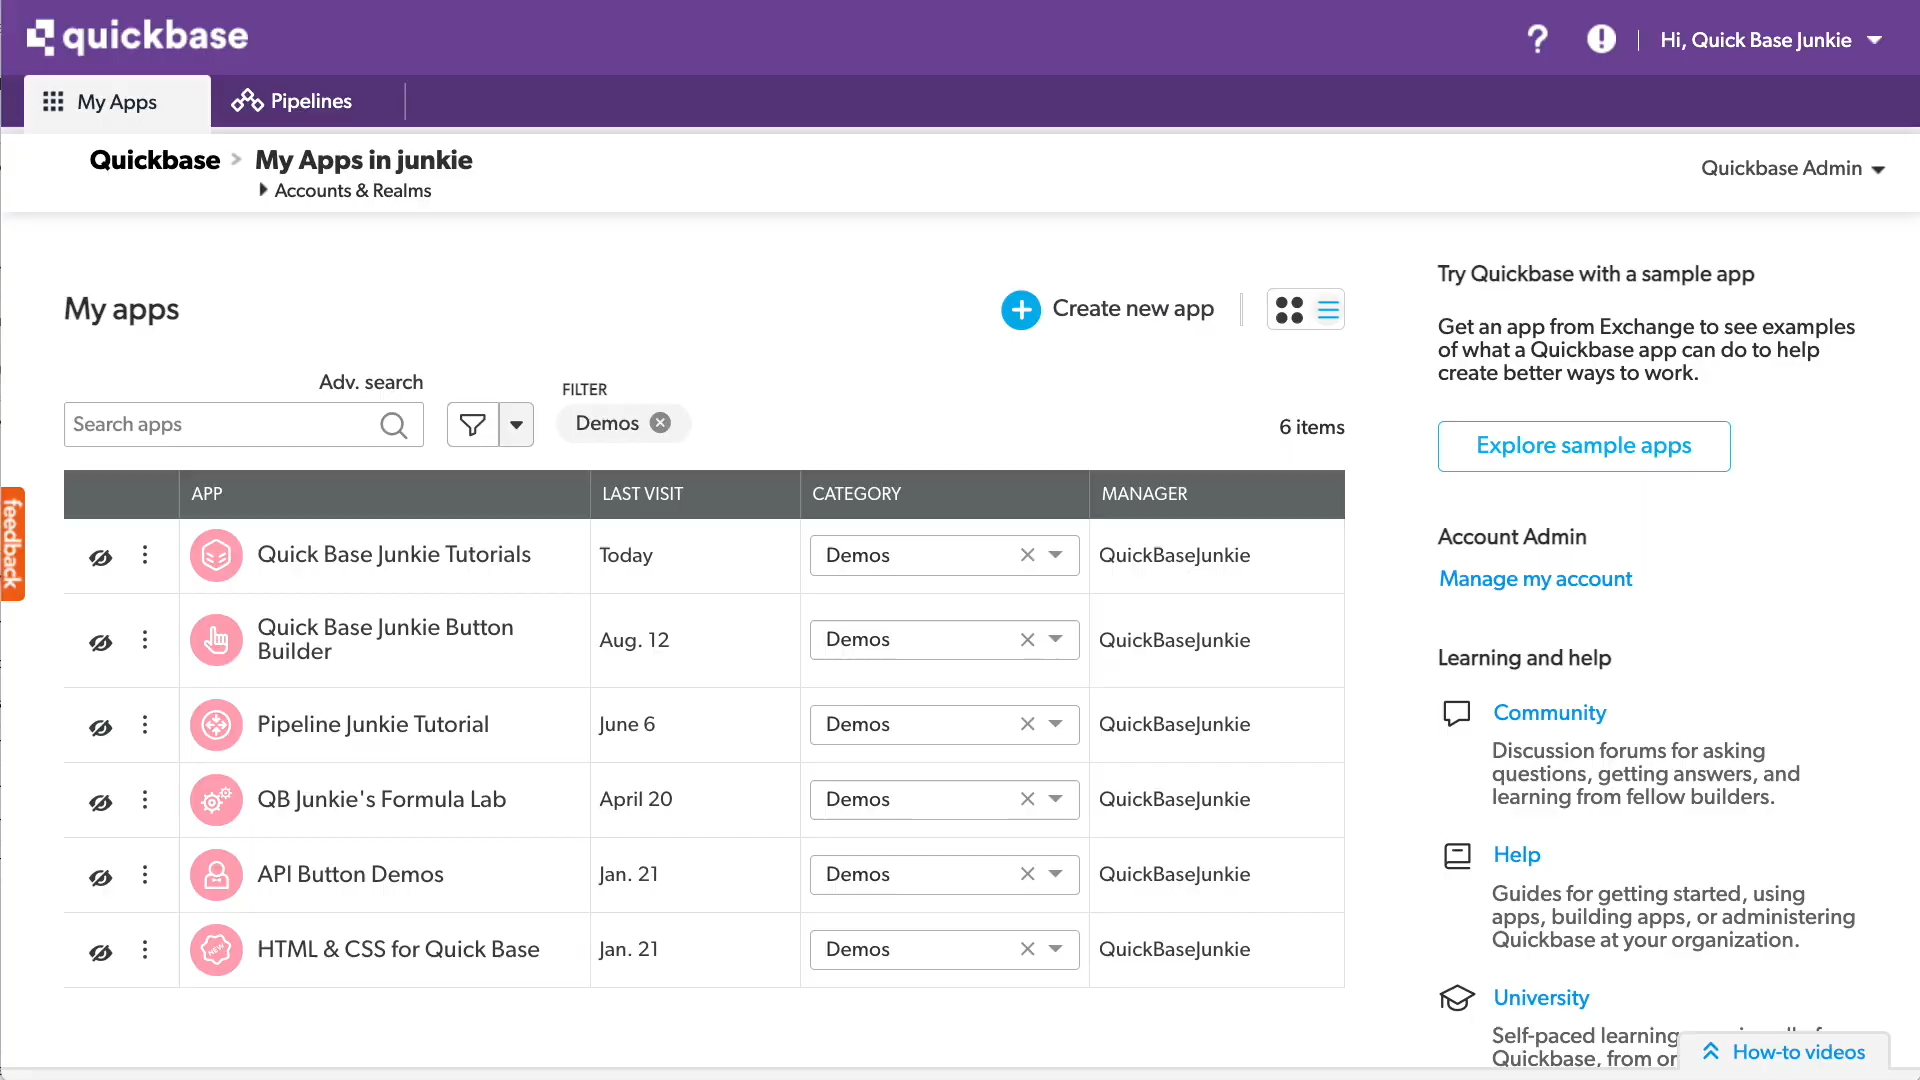 quickbase
Hi, Quick Base Junkie
My Apps
Pipelines
Quickbase > My Apps in junkie
Accounts & Realms
Quickbase Admin
My apps
Create new app
Adv. search
Search apps
FILTER
Demos
6 items
APP LAST VISIT CATEGORY MANAGER
Quick Base Junkie Tutorials Today Demos QuickBaseJunkie
Quick Base Junkie Button
Builder
Aug. 12 Demos QuickBaseJunkie
Pipeline Junkie Tutorial June 6 Demos QuickBaseJunkie
QB Junkie's Formula Lab April 20 Demos QuickBaseJunkie
API Button Demos Jan. 21 Demos QuickBaseJunkie
NEW
HTML & CSS for Quick Base Jan. 21 Demos QuickBaseJunkie
feedback
Try Quickbase with a sample app
Get an app from Exchange to see examples
of what a Quickbase app can do to help
create better ways to work.
Explore sample apps
Account Admin
Manage my account
Learning and help
Community
Discussion forums for asking
questions, getting answers, and
learning from fellow builders.
Help
Guides for getting started, using
apps, building apps, or administering
Quickbase at your organization.
University
Self-paced learning
Quickbase, from
How-to videos